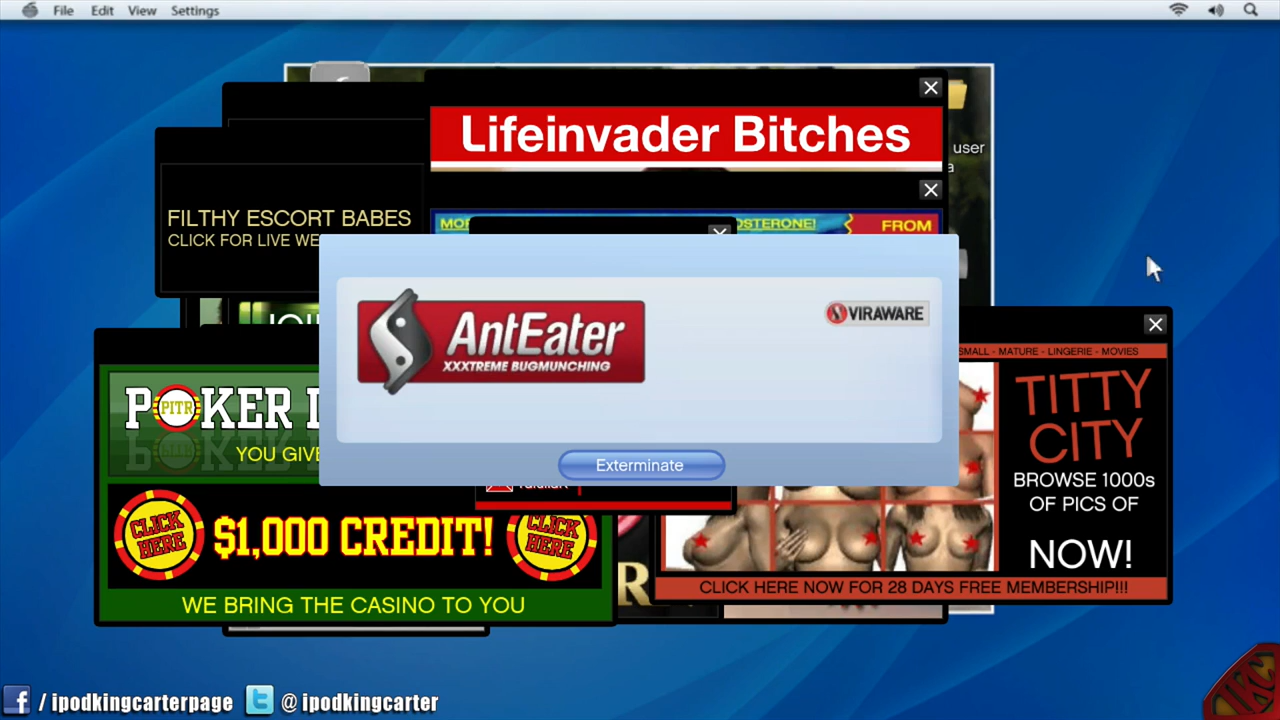 File Edit View Settings
Lifeinvader Bitches
user
FILTHY ESCORT BABES
CLICK FOR LIVE WE
FROM
AntEater
XXXTREME BUGMUNCHING
VIRAWARE
Exterminate
POKER
PITR
YOU GIVE
CLICK HERE
$1,000 CREDIT!
CLICK HERE
WE BRING THE CASINO TO YOU
SMALL - MATURE - LINGERIE - MOVIES
TITTY
CITY
BROWSE 1000s
OF PICS OF
NOW!
CLICK HERE NOW FOR 28 DAYS FREE MEMBERSHIP!!!
/ ipodkingcarterpage
@ ipodkingcarter